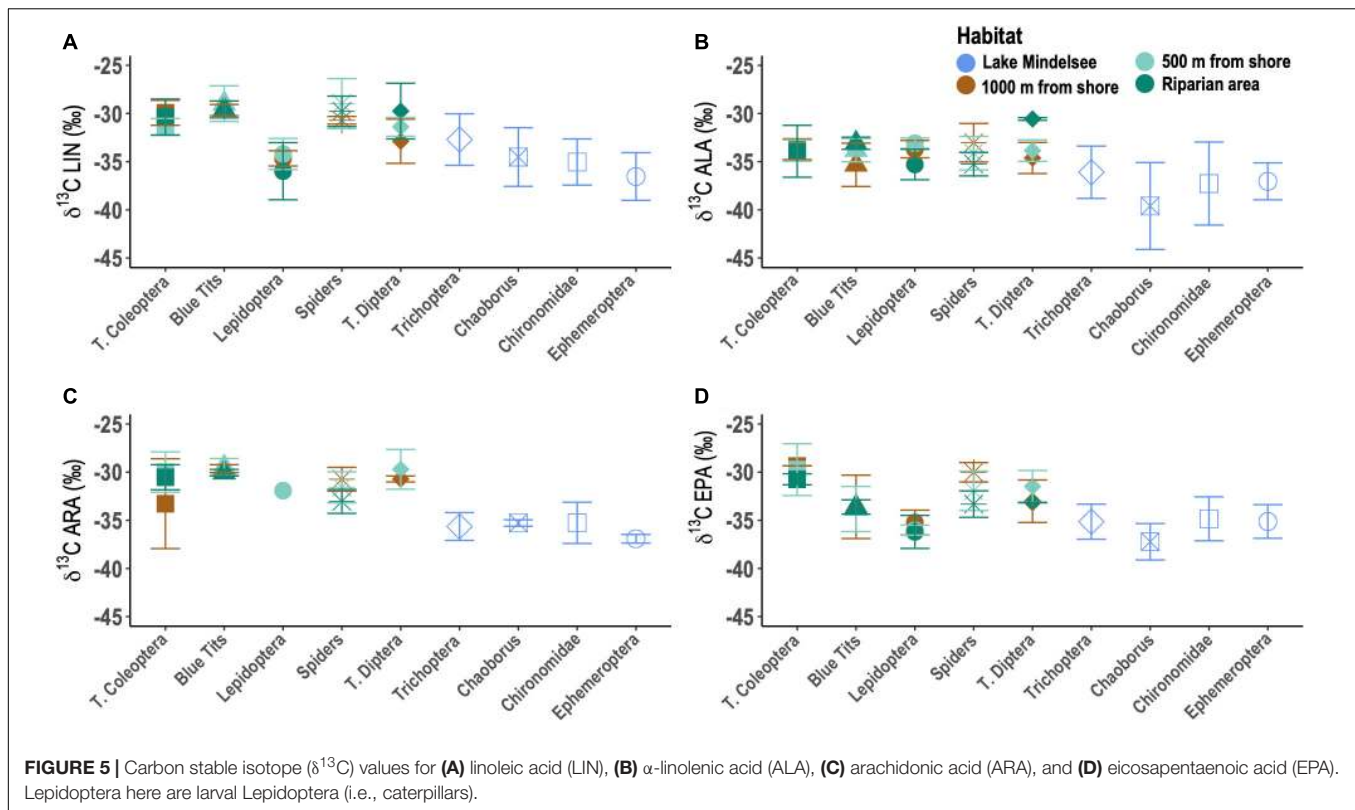 A
δ13C LIN (‰)
-25
-30
-35
-40
-45
T. Coleoptera
Blue Tits
Lepidoptera
Spiders
T. Diptera
Trichoptera
Chaoborus
Chironomidae
Ephemeroptera
B
Habitat
Lake Mindelsee
500 m from shore
1000 m from shore
Riparian area
δ13C ALA (‰)
-25
-30
-35
-40
-45
T. Coleoptera
Blue Tits
Lepidoptera
Spiders
T. Diptera
Trichoptera
Chaoborus
Chironomidae
Ephemeroptera
C
δ13C ARA (‰)
-25
-30
-35
-40
-45
T. Coleoptera
Blue Tits
Lepidoptera
Spiders
T. Diptera
Trichoptera
Chaoborus
Chironomidae
Ephemeroptera
D
δ13C EPA (‰)
-25
-30
-35
-40
-45
T. Coleoptera
Blue Tits
Lepidoptera
Spiders
T. Diptera
Trichoptera
Chaoborus
Chironomidae
Ephemeroptera
FIGURE 5 | Carbon stable isotope (δ13C) values for (A) linoleic acid (LIN), (B) α-linolenic acid (ALA), (C) arachidonic acid (ARA), and (D) eicosapentaenoic acid (EPA).
Lepidoptera here are larval Lepidoptera (i.e., caterpillars).